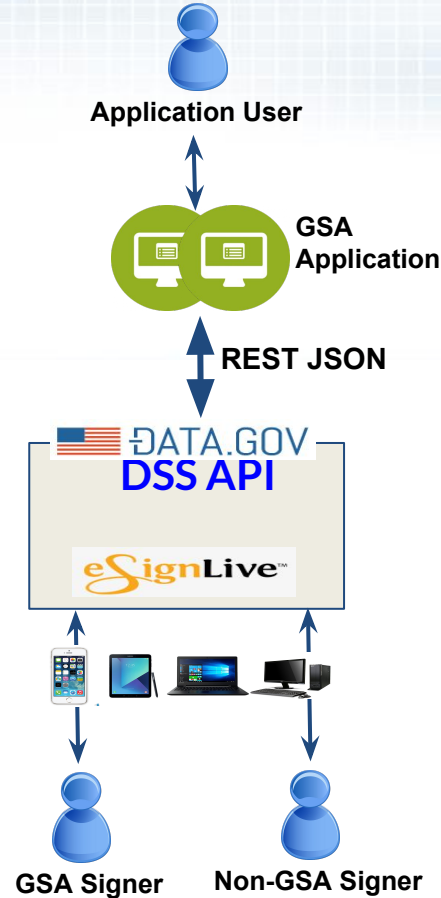 Application User
GSA
Application
REST JSON
DATA.GOV
DSS API
eSignLive™
GSA Signer
Non-GSA Signer